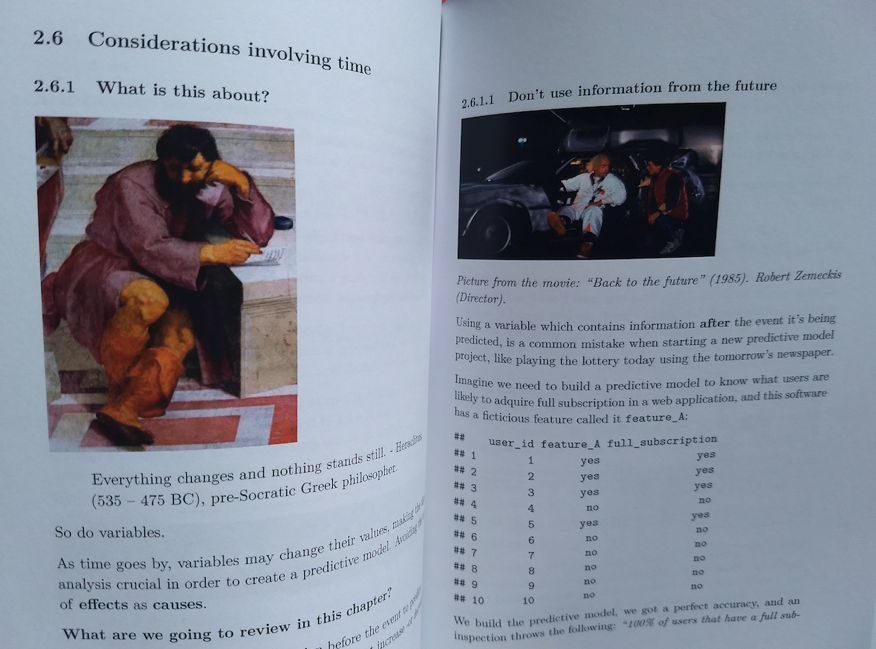 2.6 Considerations involving time
2.6.1 What is this about?
Everything changes and nothing stands still. - Heraclitus
(535 – 475 BC), pre-Socratic Greek philosopher.
So do variables.
As time goes by, variables may change their values, making the
analysis crucial in order to create a predictive model. Avoiding the
of effects as causes.
What are we going to review in this chapter?
before the event to
increase of
2.6.1.1 Don't use information from the future
Picture from the movie: "Back to the future" (1985). Robert Zemeckis
(Director).
Using a variable which contains information after the event it's being
predicted, is a common mistake when starting a new predictive model
project, like playing the lottery today using the tomorrow's newspaper.
Imagine we need to build a predictive model to know what users are
likely to adquire full subscription in a web application, and this software
has a ficticious feature called it feature_A:
## user_id feature_A full_subscription
## 1 1 yes yes
## 2 2 yes yes
## 3 3 yes yes
## 4 4 no no
## 5 5 yes yes
## 6 6 no no
## 7 7 no no
## 8 8 no no
## 9 9 no no
## 10 10 no no
We build the predictive model, we got a perfect accuracy, and an
inspection throws the following: "100% of users that have a full sub-